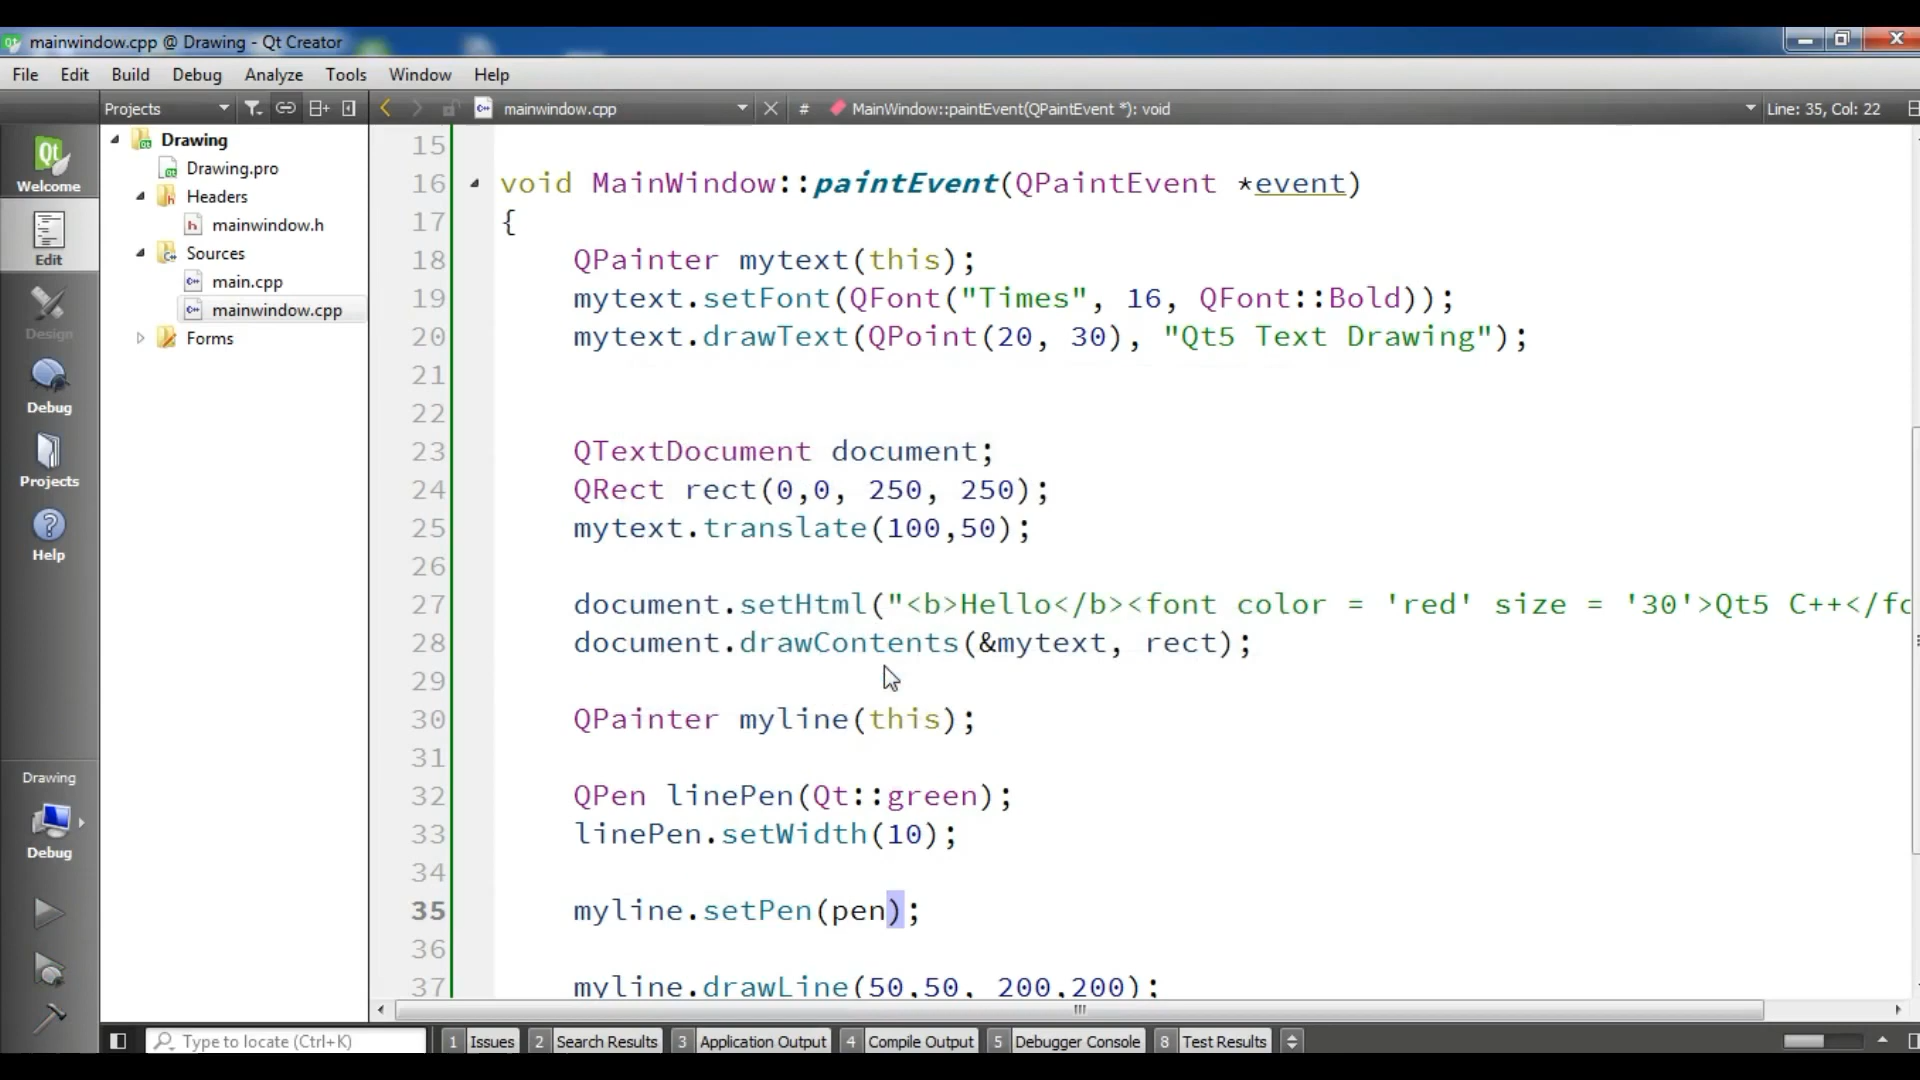 mainwindow.cpp @ Drawing - Qt Creator
File Edit Build Debug Analyze Tools Window Help
Projects mainwindow.cpp # MainWindow::paintEvent(QPaintEvent *): void Line: 35, Col: 22
Welcome
Edit
Design
Debug
Projects
Help
Drawing
Debug
Drawing
Drawing.pro
Headers
mainwindow.h
Sources
main.cpp
mainwindow.cpp
Forms
15
16 void MainWindow::paintEvent(QPaintEvent *event)
17 {
18 QPainter mytext(this);
19 mytext.setFont(QFont("Times", 16, QFont::Bold));
20 mytext.drawText(QPoint(20, 30), "Qt5 Text Drawing");
21
22
23 QTextDocument document;
24 QRect rect(0,0, 250, 250);
25 mytext.translate(100,50);
26
27 document.setHtml("<b>Hello</b><font color = 'red' size = '30'>Qt5 C++</fo
28 document.drawContents(&mytext, rect);
29
30 QPainter myline(this);
31
32 QPen linePen(Qt::green);
33 linePen.setWidth(10);
34
35 myline.setPen(pen);
36
37 myline.drawLine(50,50, 200,200);
Type to locate (Ctrl+K) 1 Issues 2 Search Results 3 Application Output 4 Compile Output 5 Debugger Console 8 Test Results